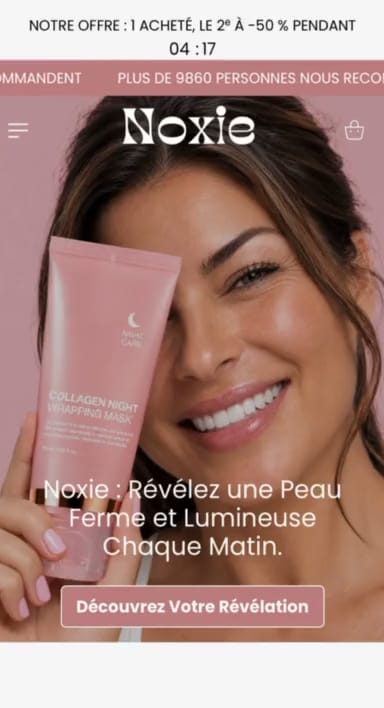 NOTRE OFFRE : 1 ACHETÉ, LE 2ᵉ À -50 % PENDANT
04 : 17
OMMANDENT PLUS DE 9860 PERSONNES NOUS RECO
Noxie
NIGHT
CARE
COLLAGEN NIGHT
WRAPPING MASK
Noxie : Révélez une Peau
Ferme et Lumineuse
Chaque Matin.
Découvrez Votre Révélation